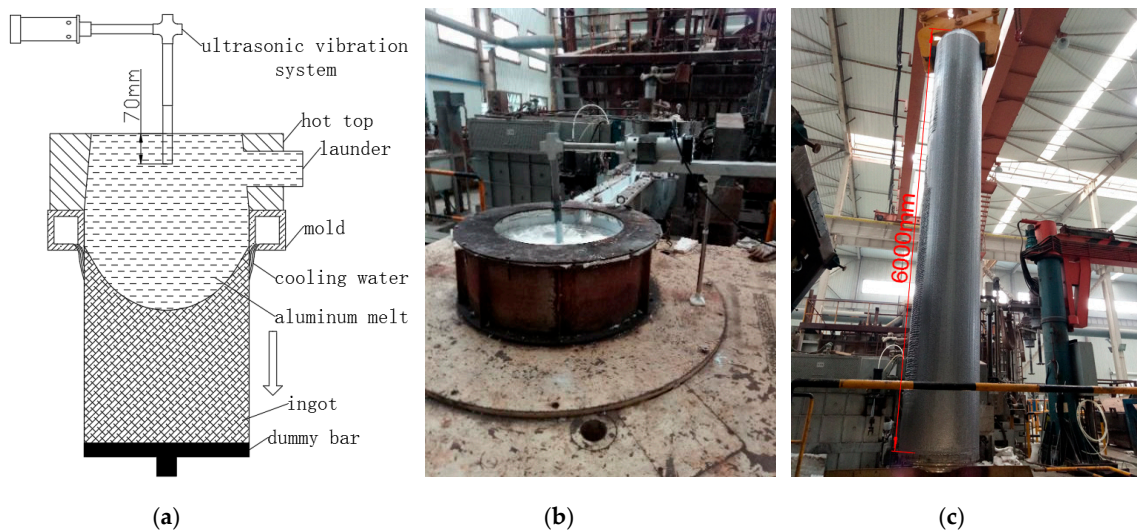 ultrasonic vibration
system
70mm
hot top
launder
mold
cooling water
aluminum melt
ingot
dummy bar
6000mm
(a)
(b)
(c)